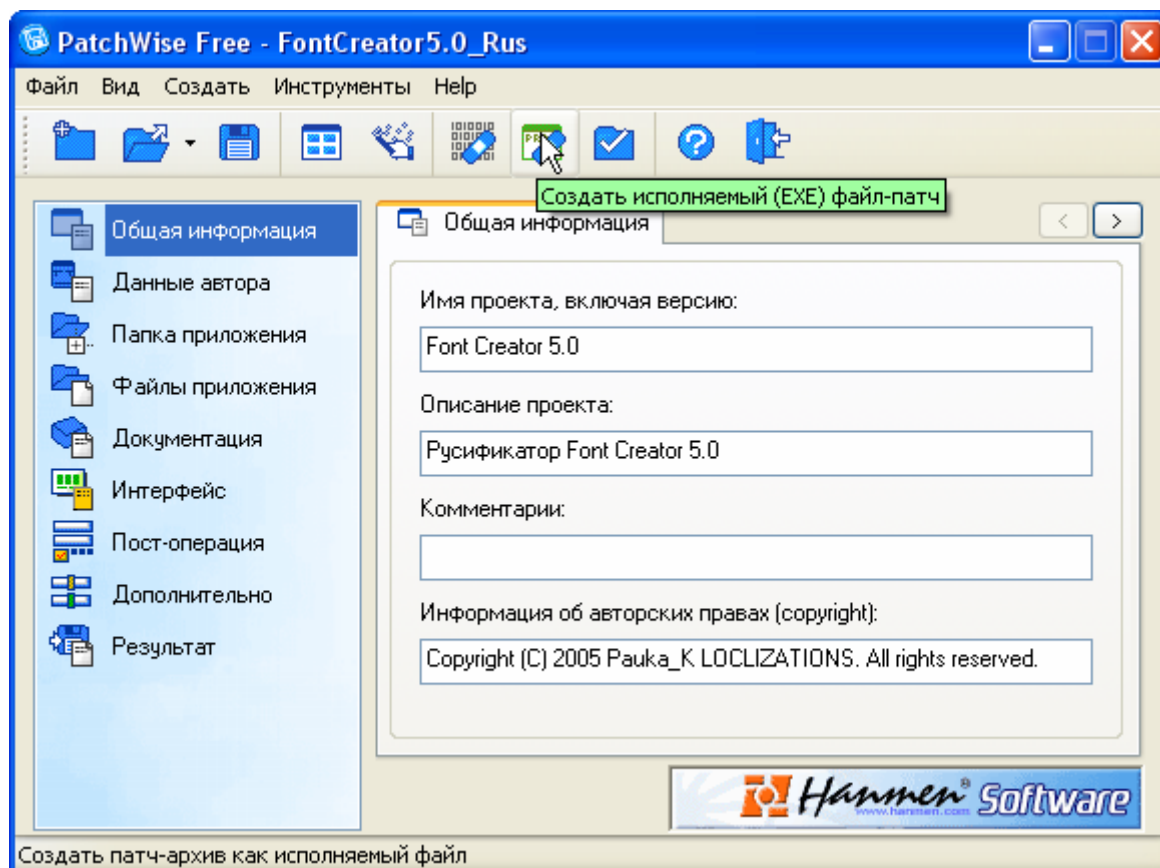 PatchWise Free - FontCreator5.0_Rus
Файл Вид Создать Инструменты Help
Создать исполняемый (EXE) файл-патч
Общая информация
Данные автора
Папка приложения
Файлы приложения
Документация
Интерфейс
Пост-операция
Дополнительно
Результат
Общая информация
Имя проекта, включая версию:
Font Creator 5.0
Описание проекта:
Русификатор Font Creator 5.0
Комментарии:
Информация об авторских правах (copyright):
Copyright (C) 2005 Pauka_K LOCLIZATIONS. All rights reserved.
Hanmen® Software
www.hanmen.com
Создать патч-архив как исполняемый файл